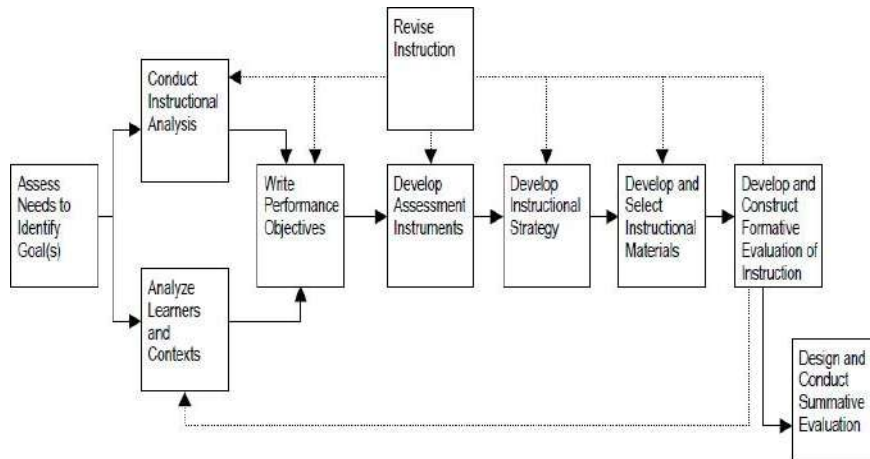 Revise
Instruction
Conduct
Instructional
Analysis
Assess
Needs to
Identify
Goal(s)
Write
Performance
Objectives
Develop
Assessment
Instruments
Develop
Instructional
Strategy
Develop and
Select
Instructional
Materials
Develop and
Construct
Formative
Evaluation of
Instruction
Analyze
Learners
and
Contexts
Design and
Conduct
Summative
Evaluation